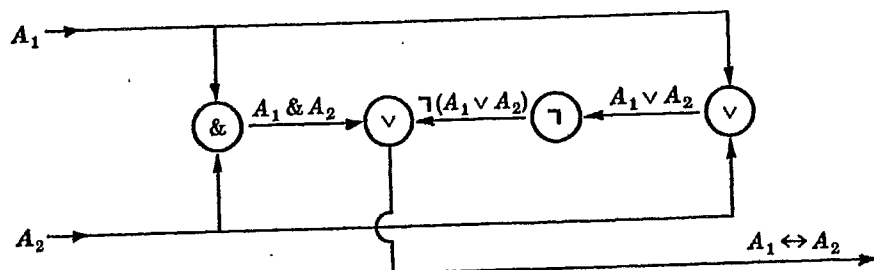 A₁
& A₁ & A₂ ∨ ⅂(A₁ ∨ A₂) ⅂ A₁ ∨ A₂ ∨
A₂
A₁ ↔ A₂